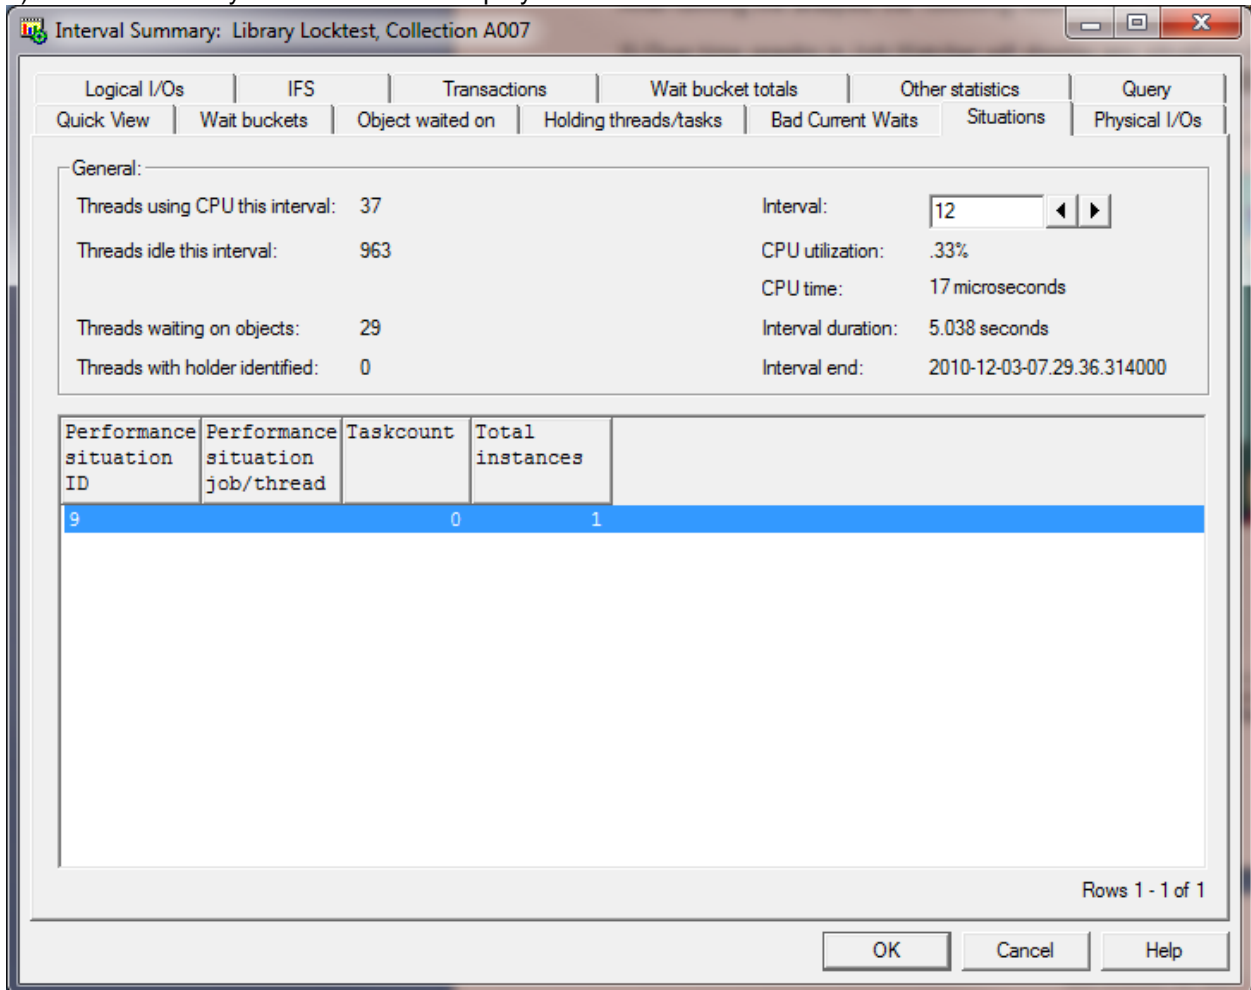 Interval Summary: Library Locktest, Collection A007
Logical I/Os IFS Transactions Wait bucket totals Other statistics Query
Quick View Wait buckets Object waited on Holding threads/tasks Bad Current Waits Situations Physical I/Os
General:
Threads using CPU this interval: 37 Interval: 12
Threads idle this interval: 963 CPU utilization: .33%
CPU time: 17 microseconds
Threads waiting on objects: 29 Interval duration: 5.038 seconds
Threads with holder identified: 0 Interval end: 2010-12-03-07.29.36.314000
Performance Performance Taskcount Total
situation situation instances
ID job/thread
9 0 1
Rows 1 - 1 of 1
OK Cancel Help